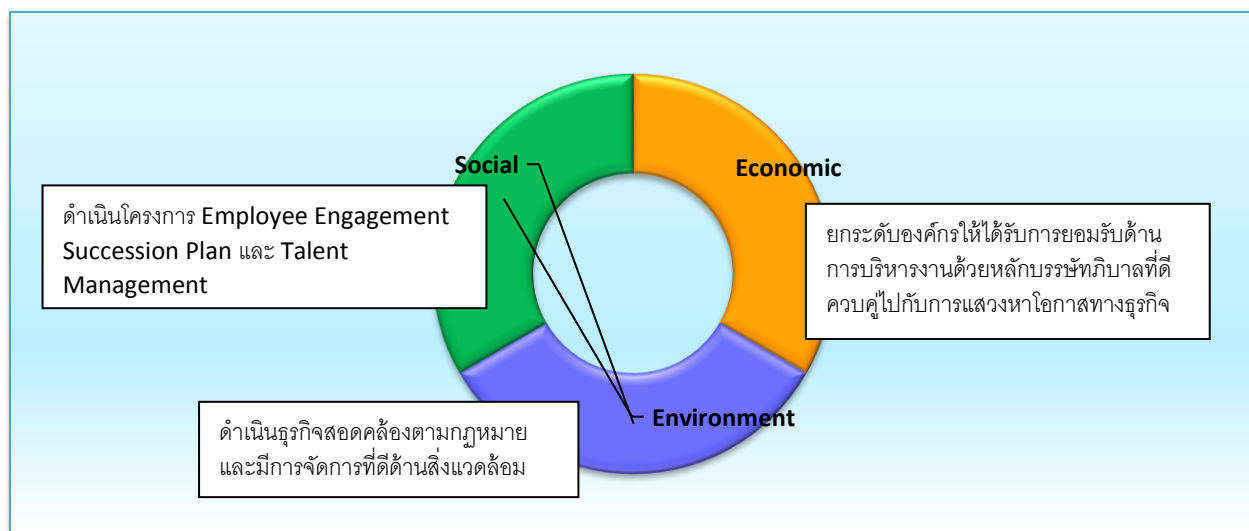 Social
Economic
ดำเนินโครงการ Employee Engagement
Succession Plan และ Talent
Management
ยกระดับองค์กรให้ได้รับการยอมรับด้าน
การบริหารงานด้วยหลักบรรษัทภิบาลที่ดี
ควบคู่ไปกับการแสวงหาโอกาสทางธุรกิจ
Environment
ดำเนินธุรกิจสอดคล้องตามกฎหมาย
และมีการจัดการที่ดีด้านสิ่งแวดล้อม